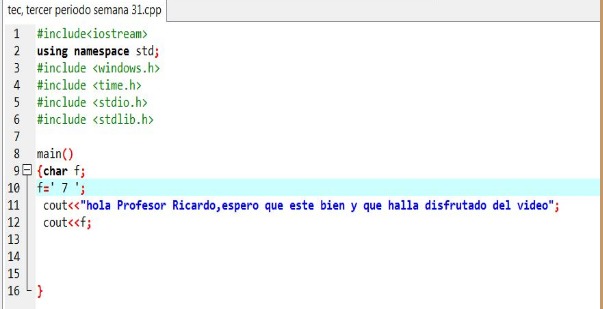 tec, tercer periodo semana 31.cpp
1 #include<iostream>
2 using namespace std;
3 #include <windows.h>
4 #include <time.h>
5 #include <stdio.h>
6 #include <stdlib.h>
7
8 main()
9 {char f;
10 f=' 7 ';
11 cout<<"hola Profesor Ricardo,espero que este bien y que halla disfrutado del video";
12 cout<<f;
13
14
15
16 }